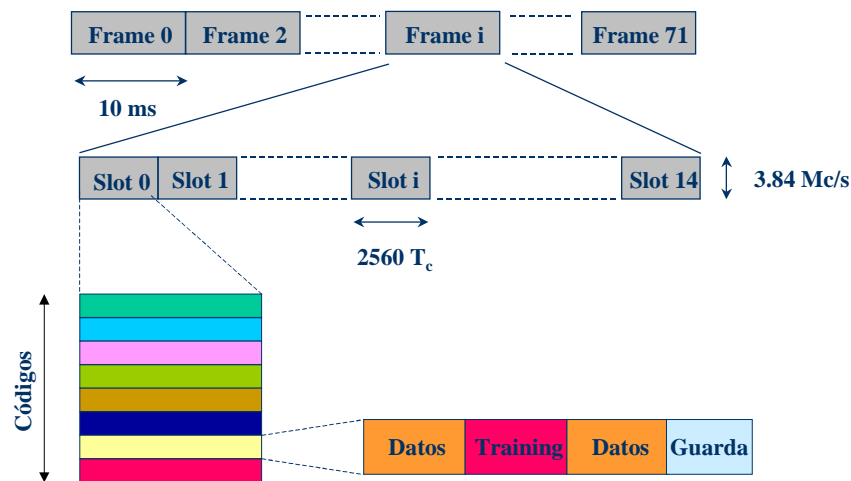 Frame 0 Frame 2 Frame i Frame 71
10 ms
Slot 0 Slot 1 Slot i Slot 14 3.84 Mc/s
2560 Tc
Códigos
Datos Training Datos Guarda